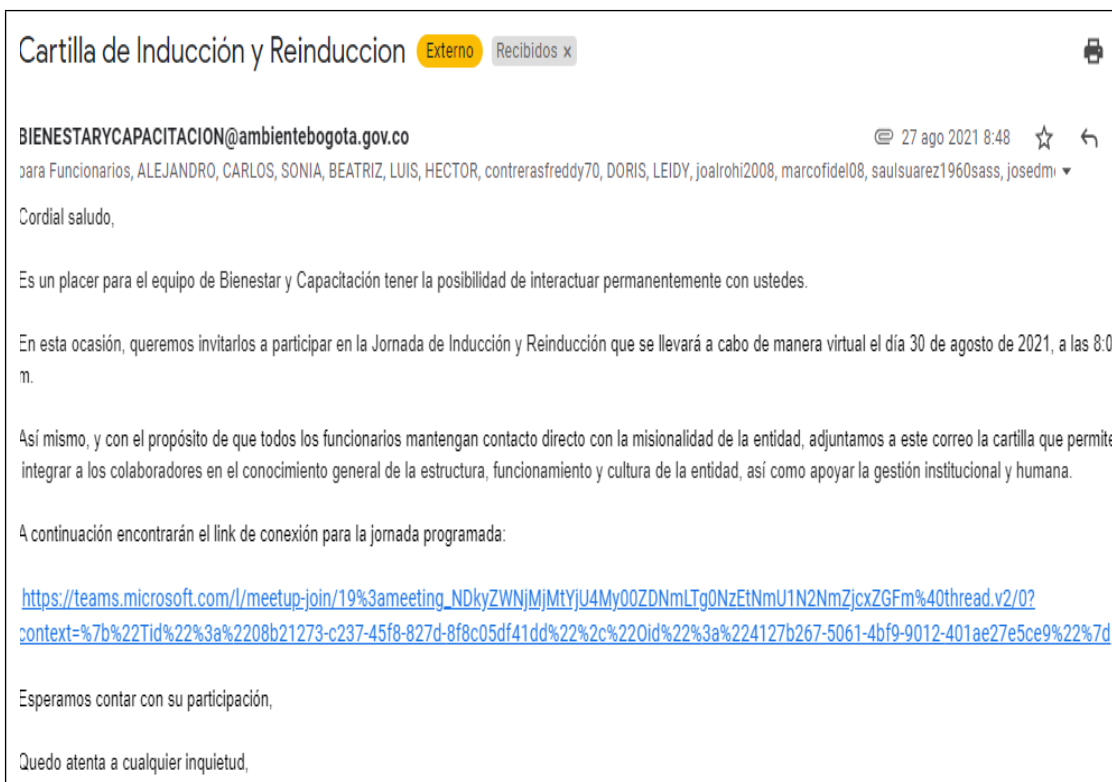 Cartilla de Inducción y Reinduccion Externo Recibidos x
BIENESTARYCAPACITACION@ambientebogota.gov.co 27 ago 2021 8:48
para Funcionarios, ALEJANDRO, CARLOS, SONIA, BEATRIZ, LUIS, HECTOR, contrerasfreddy70, DORIS, LEIDY, joalrohi2008, marcofidel08, saulsuarez1960sass, josedm
Cordial saludo,
Es un placer para el equipo de Bienestar y Capacitación tener la posibilidad de interactuar permanentemente con ustedes.
En esta ocasión, queremos invitarlos a participar en la Jornada de Inducción y Reinducción que se llevará a cabo de manera virtual el día 30 de agosto de 2021, a las 8:0
m.
Así mismo, y con el propósito de que todos los funcionarios mantengan contacto directo con la misionalidad de la entidad, adjuntamos a este correo la cartilla que permite
integrar a los colaboradores en el conocimiento general de la estructura, funcionamiento y cultura de la entidad, así como apoyar la gestión institucional y humana.
A continuación encontrarán el link de conexión para la jornada programada:
https://teams.microsoft.com/l/meetup-join/19%3ameeting_NDkyZWNjMjMtYjU4My00ZDNmLTg0NzEtNmU1N2NmZjcxZGFm%40thread.v2/0?
context=%7b%22Tid%22%3a%2208b21273-c237-45f8-827d-8f8c05df41dd%22%2c%22Oid%22%3a%224127b267-5061-4bf9-9012-401ae27e5ce9%22%7d
Esperamos contar con su participación,
Quedo atenta a cualquier inquietud,